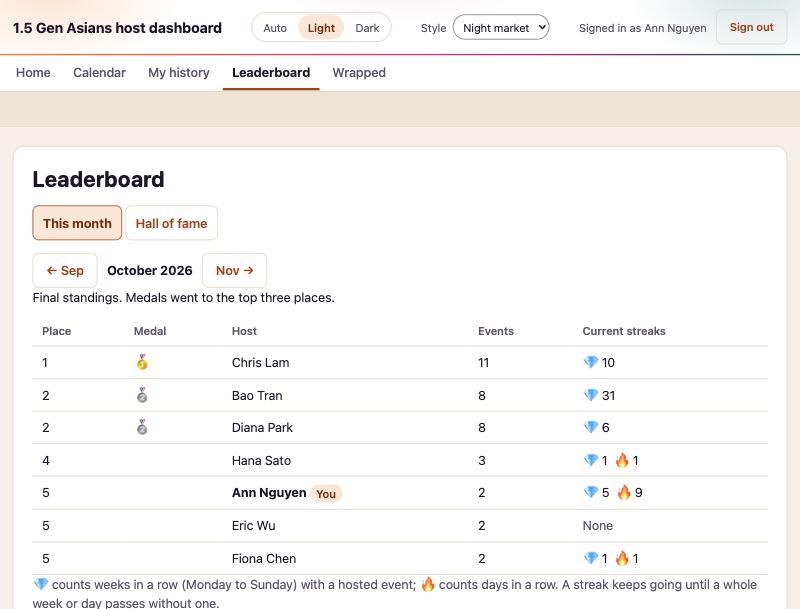 1.5 Gen Asians host dashboard Auto Light Dark Style Night market Signed in as Ann Nguyen Sign out
Home Calendar My history Leaderboard Wrapped
Leaderboard
This month Hall of fame
← Sep October 2026 Nov →
Final standings. Medals went to the top three places.
Place Medal Host Events Current streaks
1 🥇 Chris Lam 11 💎 10
2 🥈 Bao Tran 8 💎 31
2 🥈 Diana Park 8 💎 6
4 Hana Sato 3 💎 1 🔥 1
5 Ann Nguyen You 2 💎 5 🔥 9
5 Eric Wu 2 None
5 Fiona Chen 2 💎 1 🔥 1
💎 counts weeks in a row (Monday to Sunday) with a hosted event; 🔥 counts days in a row. A streak keeps going until a whole
week or day passes without one.